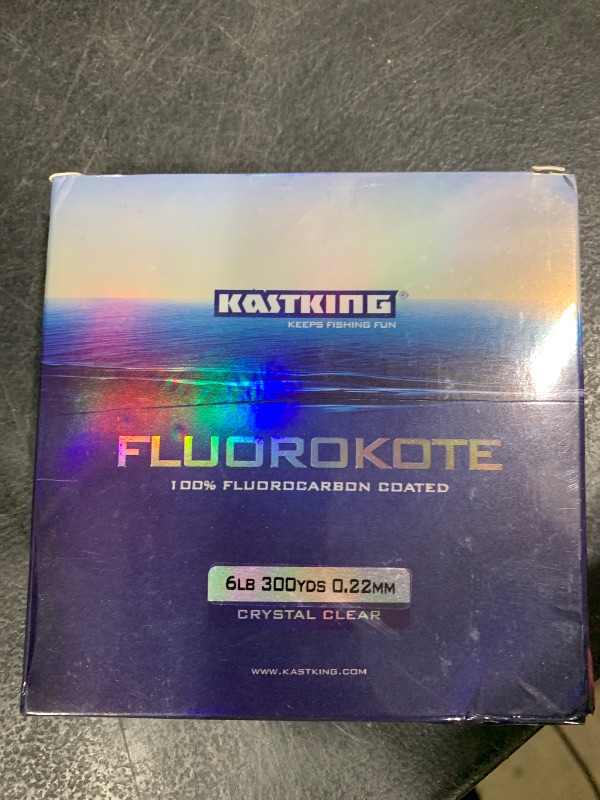 KASTKING®
KEEPS FISHING FUN
FLUOROKOTE
100% FLUOROCARBON COATED
6LB 300YDS 0.22MM
CRYSTAL CLEAR
WWW.KASTKING.COM